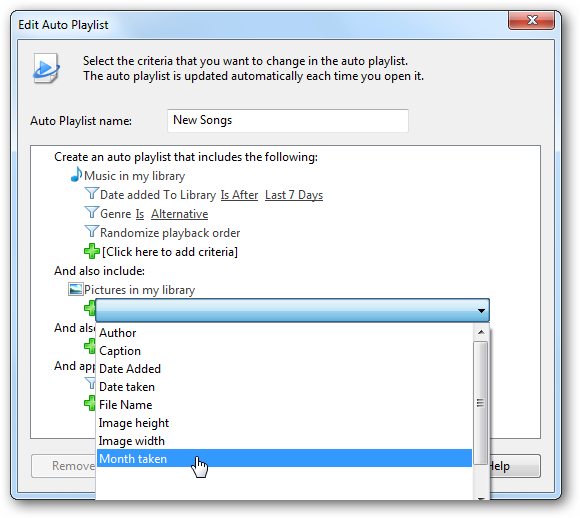 Edit Auto Playlist
Select the criteria that you want to change in the auto playlist.
The auto playlist is updated automatically each time you open it.
Auto Playlist name: New Songs
Create an auto playlist that includes the following:
Music in my library
Date added To Library Is After Last 7 Days
Genre Is Alternative
Randomize playback order
[Click here to add criteria]
And also include:
Pictures in my library
Author
And also
Caption
Date Added
And app
Date taken
File Name
Image height
Image width
Month taken
Remove
Help